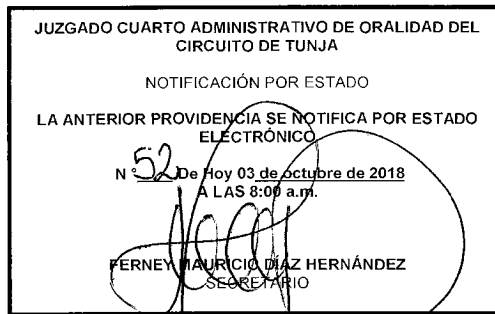 JUZGADO CUARTO ADMINISTRATIVO DE ORALIDAD DEL
CIRCUITO DE TUNJA
NOTIFICACIÓN POR ESTADO
LA ANTERIOR PROVIDENCIA SE NOTIFICA POR ESTADO
ELECTRÓNICO
N° 52 De Hoy 03 de octubre de 2018
A LAS 8:00 a.m.
FERNEY MAURICIO DÍAZ HERNÁNDEZ
SECRETARIO